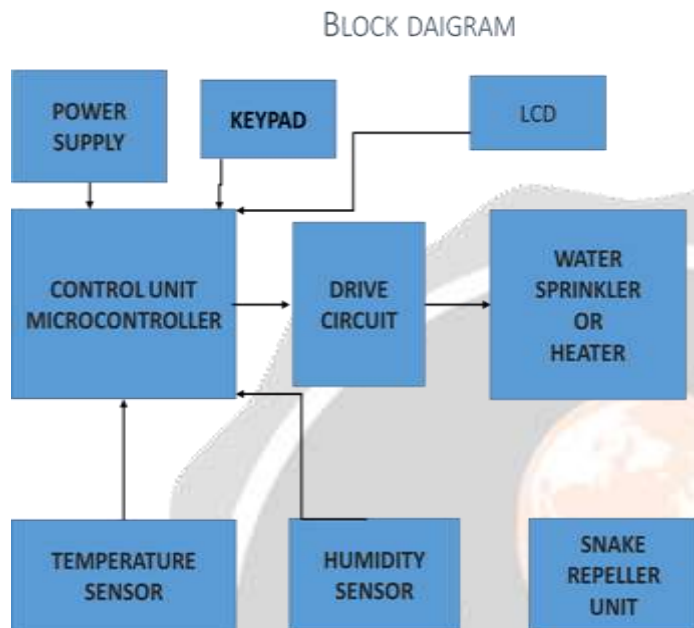 BLOCK DAIGRAM
POWER
SUPPLY
KEYPAD
LCD
CONTROL UNIT
MICROCONTROLLER
DRIVE
CIRCUIT
WATER
SPRINKLER
OR
HEATER
TEMPERATURE
SENSOR
HUMIDITY
SENSOR
SNAKE
REPELLER
UNIT